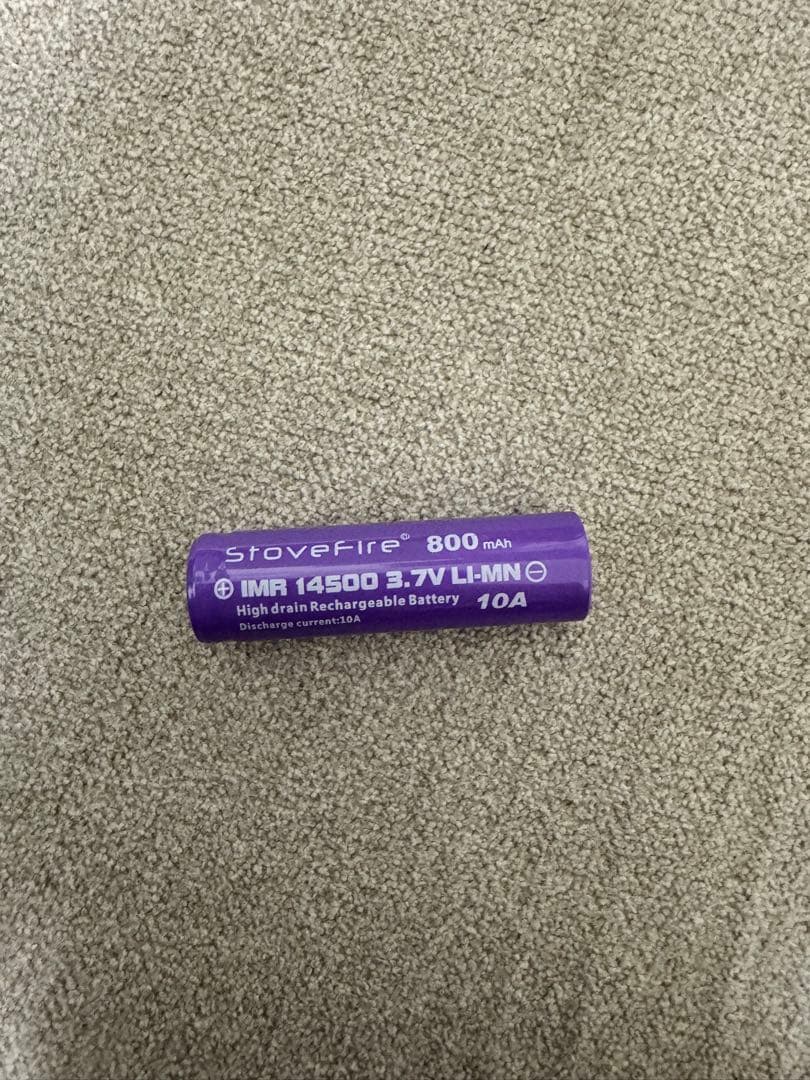 StoveFire® 800 mAh
⊕ IMR 14500 3.7V LI-MN ⊖
High drain Rechargeable Battery 10A
Discharge current:10A